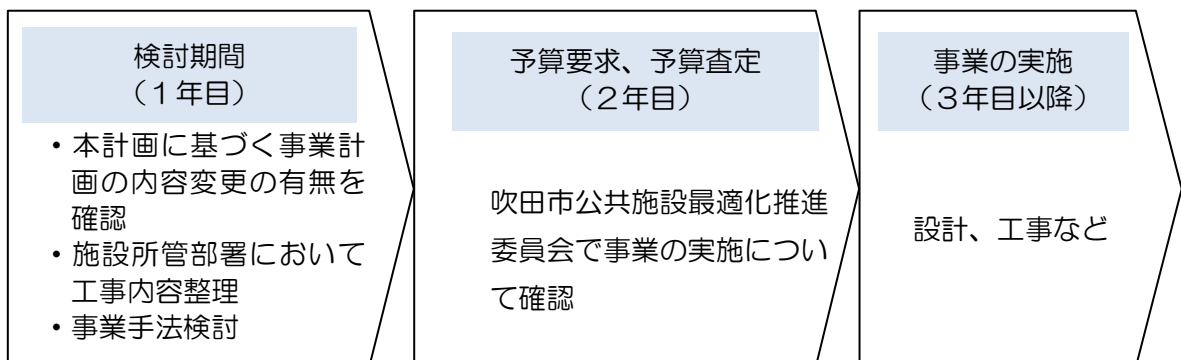 検討期間
（１年目）
・本計画に基づく事業計
画の内容変更の有無を
確認
・施設所管部署において
工事内容整理
・事業手法検討
予算要求、予算査定
（２年目）
吹田市公共施設最適化推進
委員会で事業の実施につい
て確認
事業の実施
（３年目以降）
設計、工事など